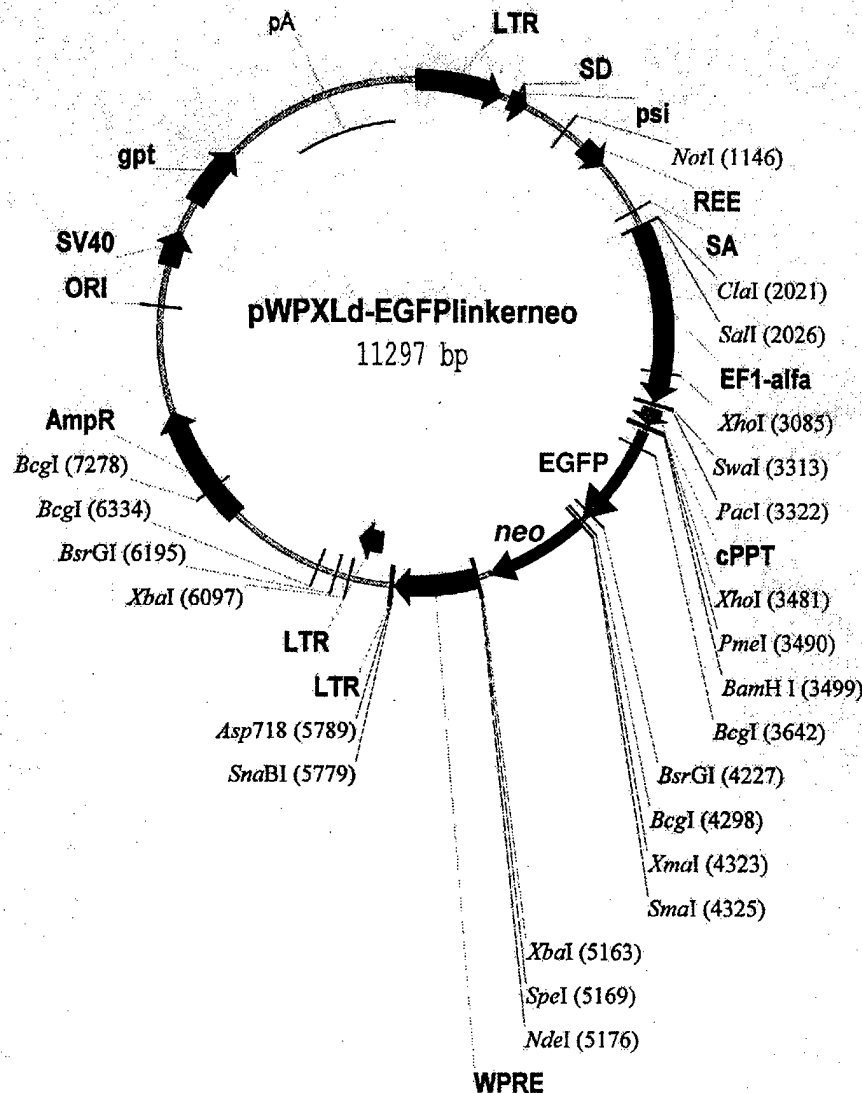 pA
LTR
SD
psi
NotI (1146)
REE
SA
ClaI (2021)
SalI (2026)
EF1-alfa
XhoI (3085)
SwaI (3313)
PacI (3322)
cPPT
XhoI (3481)
PmeI (3490)
BamH I (3499)
BcgI (3642)
BsrGI (4227)
BcgI (4298)
XmaI (4323)
SmaI (4325)
XbaI (5163)
SpeI (5169)
NdeI (5176)
WPRE
SnaBI (5779)
Asp718 (5789)
LTR
LTR
XbaI (6097)
BsrGI (6195)
BcgI (6334)
BcgI (7278)
AmpR
ORI
SV40
gpt
pWPXLd-EGFPlinkerneo
11297 bp
EGFP
neo